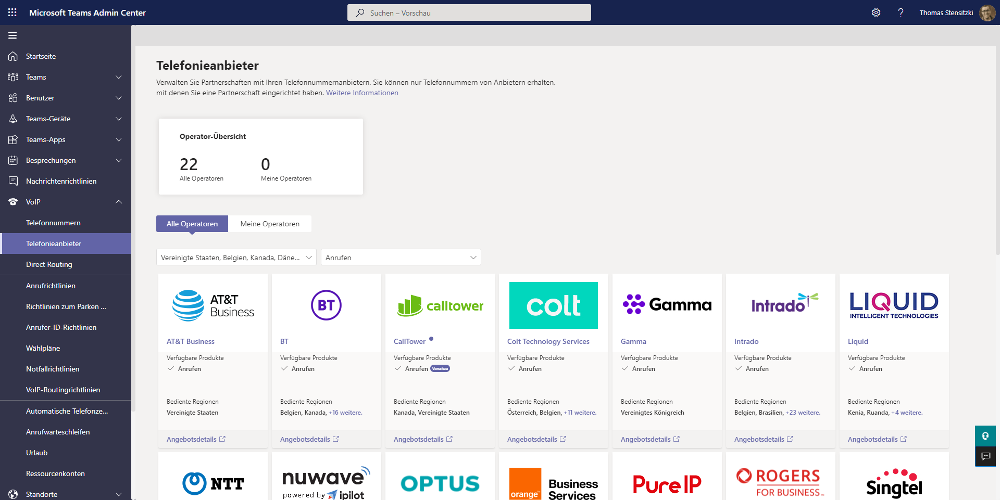 Microsoft Teams Admin Center
Suchen – Vorschau
?
Thomas Stensitzki
Startseite
Teams
Benutzer
Teams-Geräte
Teams-Apps
Besprechungen
Nachrichtenrichtlinien
VoIP
Telefonnummern
Telefonieanbieter
Direct Routing
Anrufrichtlinien
Richtlinien zum Parken ...
Anrufer-ID-Richtlinien
Wählpläne
Notfallrichtlinien
VoIP-Routingrichtlinien
Automatische Telefonze...
Anrufwarteschleifen
Urlaub
Ressourcenkonten
Standorte
Telefonieanbieter
Verwalten Sie Partnerschaften mit Ihren Telefonnummernanbietern. Sie können nur Telefonnummern von Anbietern erhalten,
mit denen Sie eine Partnerschaft eingerichtet haben. Weitere Informationen
Operator-Übersicht
22
Alle Operatoren
0
Meine Operatoren
Alle Operatoren
Meine Operatoren
Vereinigte Staaten, Belgien, Kanada, Däne...
Anrufen
AT&T
Business
AT&T Business
Verfügbare Produkte
Anrufen
Bediente Regionen
Vereinigte Staaten
Angebotsdetails
BT
BT
Verfügbare Produkte
Anrufen
Bediente Regionen
Belgien, Kanada, +16 weitere.
Angebotsdetails
calltower
CallTower
Verfügbare Produkte
Anrufen Vorschau
Bediente Regionen
Kanada, Vereinigte Staaten
Angebotsdetails
colt
Colt Technology Services
Verfügbare Produkte
Anrufen
Bediente Regionen
Österreich, Belgien, +11 weitere.
Angebotsdetails
Gamma
Gamma
Verfügbare Produkte
Anrufen
Bediente Regionen
Vereinigtes Königreich
Angebotsdetails
Intrado
Intrado
Verfügbare Produkte
Anrufen
Bediente Regionen
Belgien, Brasilien, +23 weitere.
Angebotsdetails
LIQUID
INTELLIGENT TECHNOLOGIES
Liquid
Verfügbare Produkte
Anrufen
Bediente Regionen
Kenia, Ruanda, +4 weitere.
Angebotsdetails
NTT
nuwave
powered by ipilot
OPTUS
orange™
Business
Services
Pure IP
ROGERS
FOR BUSINESS™
Singtel